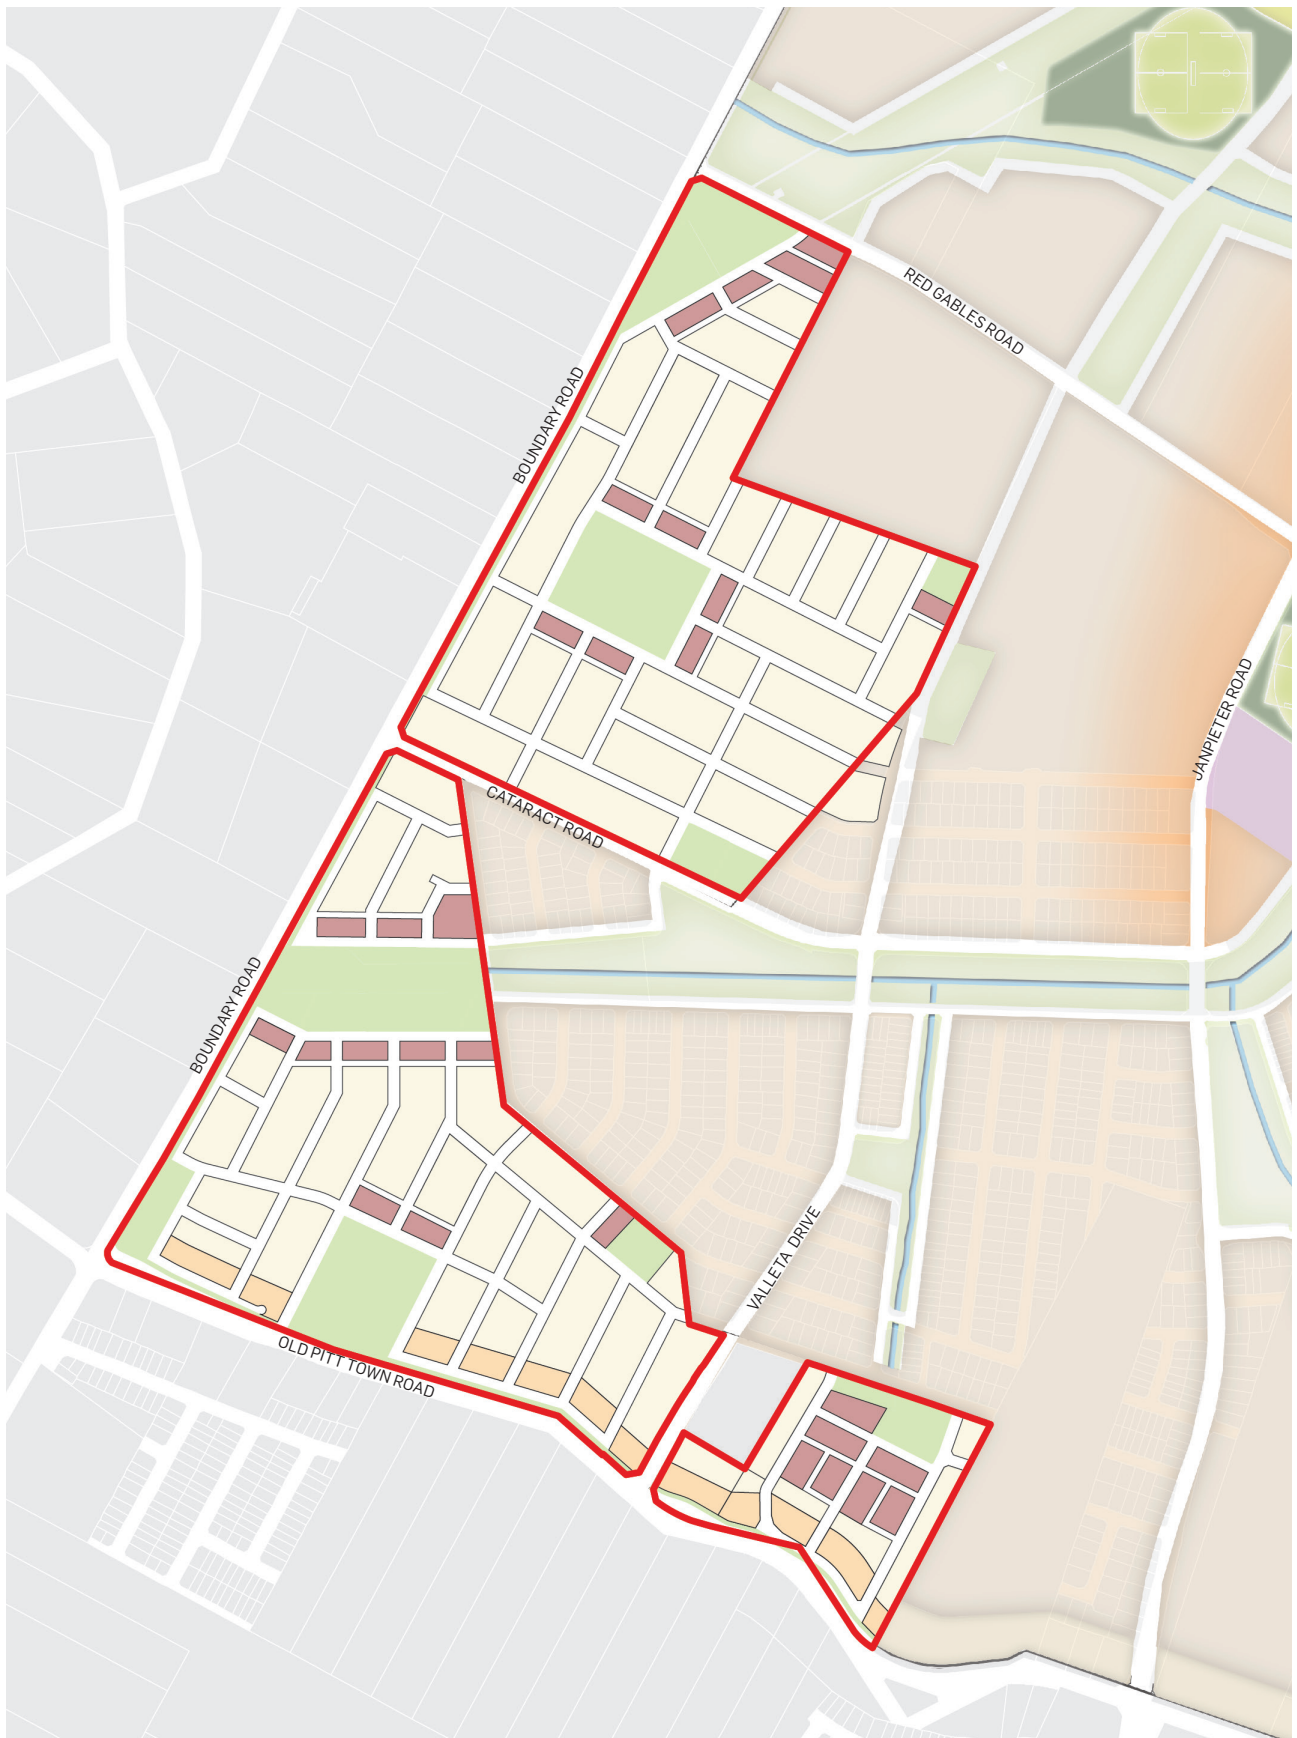 RED GABLES ROAD
BOUNDARY ROAD
JANPIETER ROAD
CATARACT ROAD
BOUNDARY ROAD
VALLETA DRIVE
OLD PITT TOWN ROAD